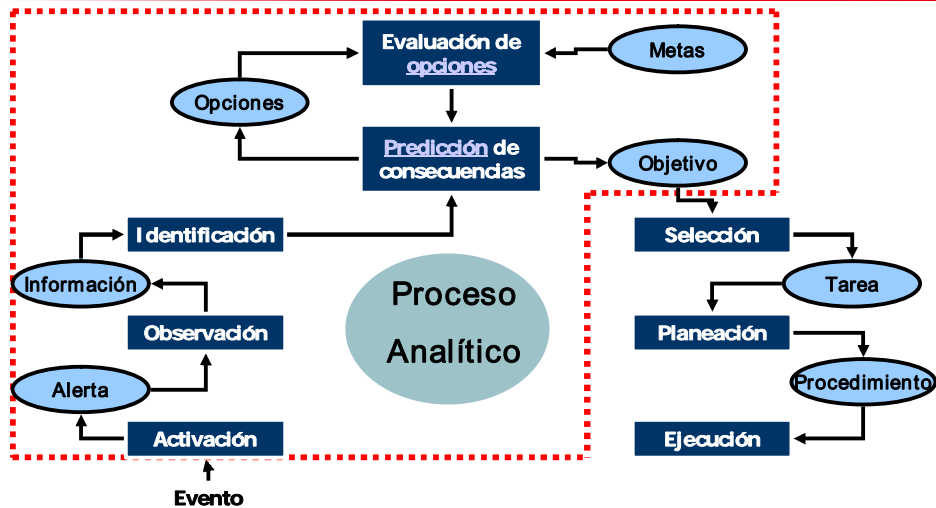 Evaluación de
opciones
Metas
Opciones
Predicción de
consecuencias
Objetivo
Identificación
Selección
Información
Tarea
Proceso
Analítico
Observación
Planeación
Alerta
Procedimiento
Activación
Ejecución
Evento